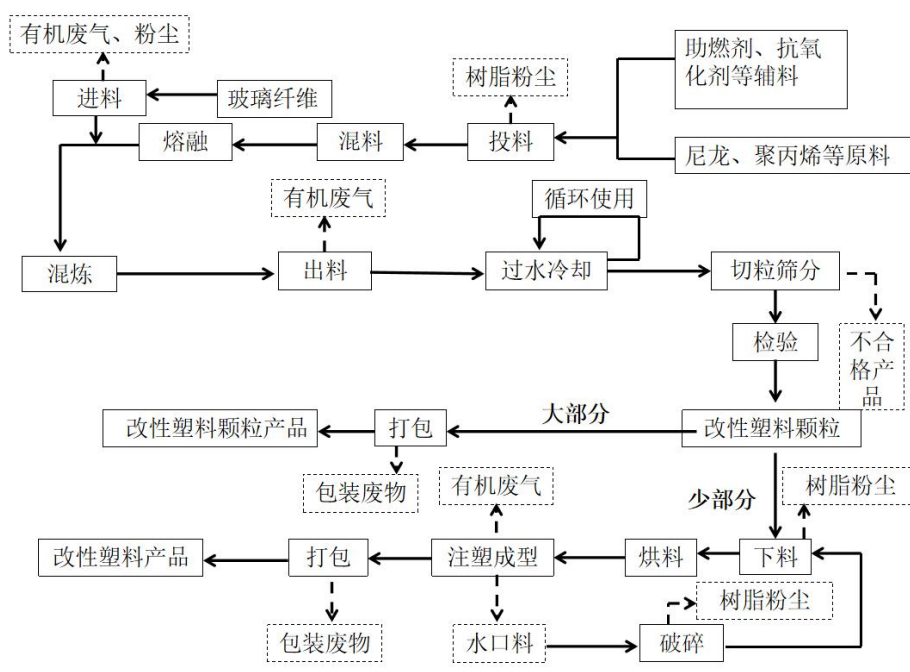 有机废气、粉尘
助燃剂、抗氧
化剂等辅料
树脂粉尘
进料
玻璃纤维
熔融
混料
投料
尼龙、聚丙烯等原料
有机废气
循环使用
混炼
出料
过水冷却
切粒筛分
检验
不合
格产
品
改性塑料颗粒产品
打包
大部分
改性塑料颗粒
包装废物
有机废气
少部分
树脂粉尘
改性塑料产品
打包
注塑成型
烘料
下料
树脂粉尘
包装废物
水口料
破碎